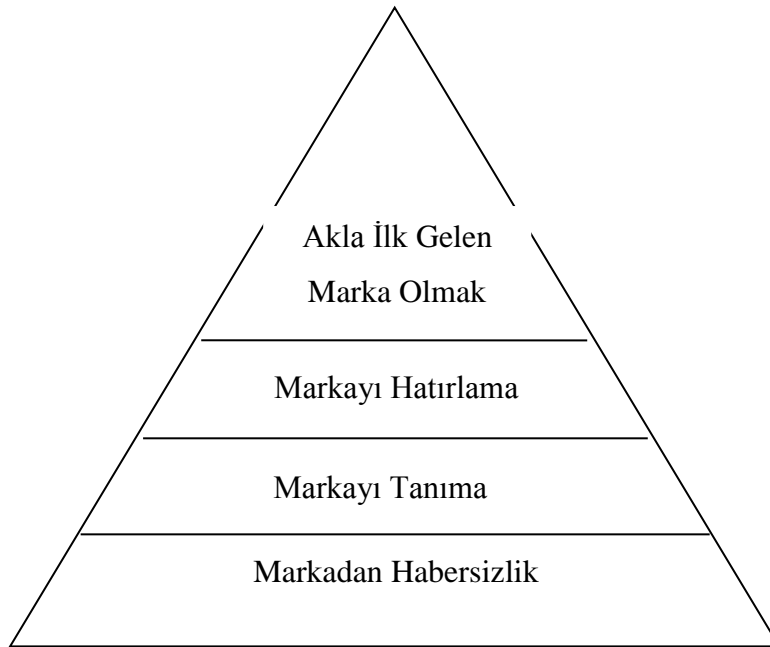 Akla İlk Gelen
Marka Olmak
Markayı Hatırlama
Markayı Tanıma
Markadan Habersizlik